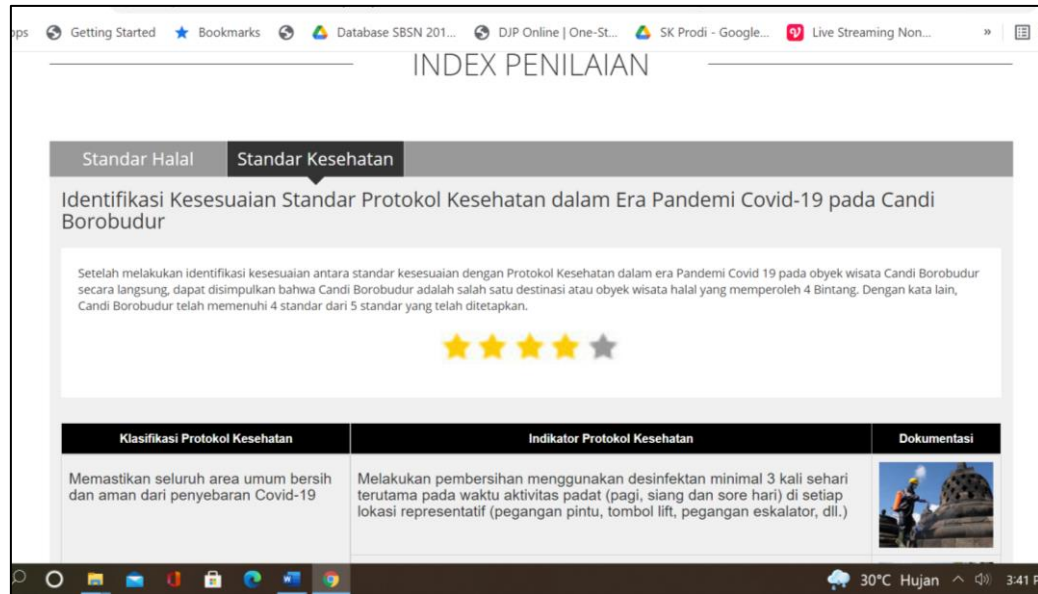 ops Getting Started Bookmarks Database SBSN 201... DJP Online | One-St... SK Prodi - Google... Live Streaming Non... »
INDEX PENILAIAN
Standar Halal Standar Kesehatan
Identifikasi Kesesuaian Standar Protokol Kesehatan dalam Era Pandemi Covid-19 pada Candi
Borobudur
Setelah melakukan identifikasi kesesuaian antara standar kesesuaian dengan Protokol Kesehatan dalam era Pandemi Covid 19 pada obyek wisata Candi Borobudur
secara langsung, dapat disimpulkan bahwa Candi Borobudur adalah salah satu destinasi atau obyek wisata halal yang memperoleh 4 Bintang. Dengan kata lain,
Candi Borobudur telah memenuhi 4 standar dari 5 standar yang telah ditetapkan.
Klasifikasi Protokol Kesehatan Indikator Protokol Kesehatan Dokumentasi
Memastikan seluruh area umum bersih
dan aman dari penyebaran Covid-19
Melakukan pembersihan menggunakan desinfektan minimal 3 kali sehari
terutama pada waktu aktivitas padat (pagi, siang dan sore hari) di setiap
lokasi representatif (pegangan pintu, tombol lift, pegangan eskalator, dll.)
30°C Hujan 3:41 P